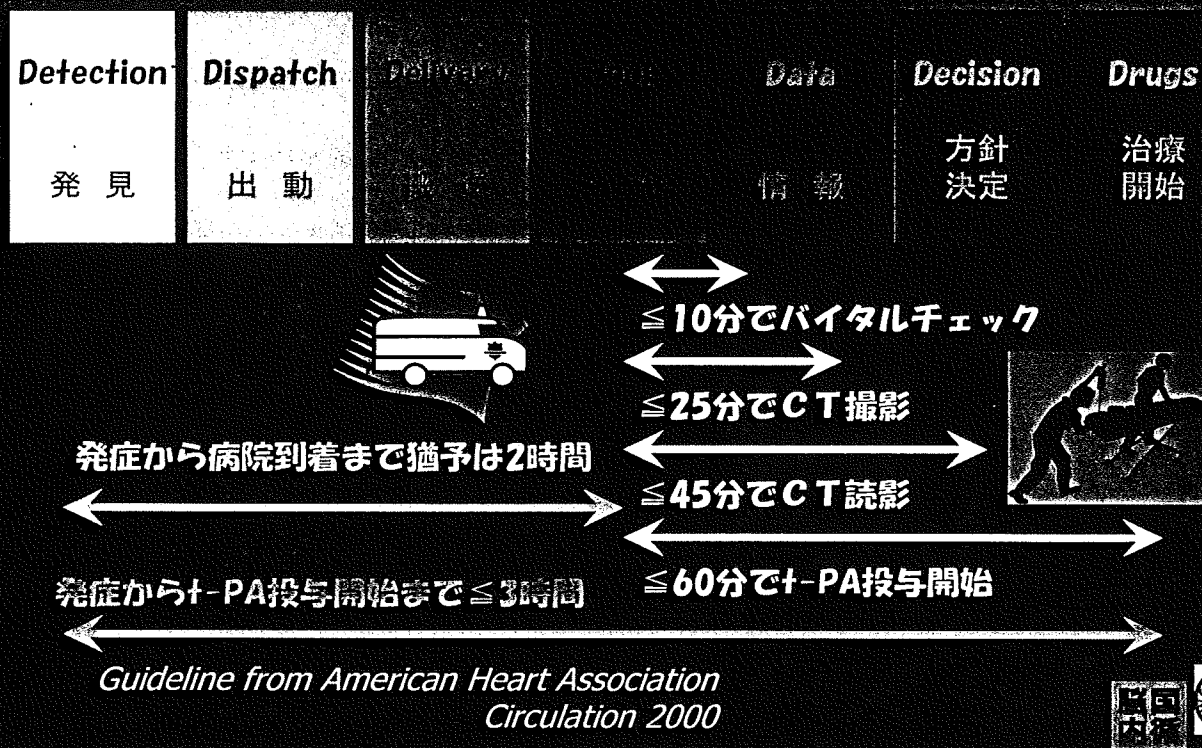 Detection
Dispatch
Delivery
Data
Decision
Drugs
発見
出動
情報
方針
決定
治療
開始
≦10分でバイタルチェック
≦25分でCT撮影
発症から病院到着まで猶予は2時間
≦45分でCT読影
発症からt-PA投与開始まで≦3時間
≦60分でt-PA投与開始
Guideline from American Heart Association
Circulation 2000